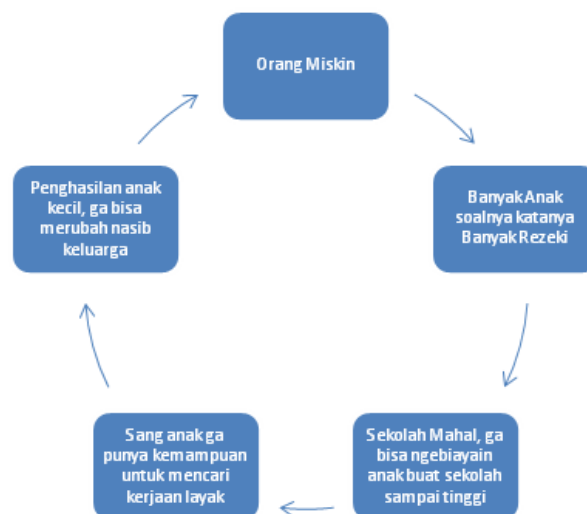 Orang Miskin
Banyak Anak
soalnya katanya
Banyak Rezeki
Sekolah Mahal, ga
bisa ngebiayain
anak buat sekolah
sampai tinggi
Sang anak ga
punya kemampuan
untuk mencari
kerjaan layak
Penghasilan anak
kecil, ga bisa
merubah nasib
keluarga